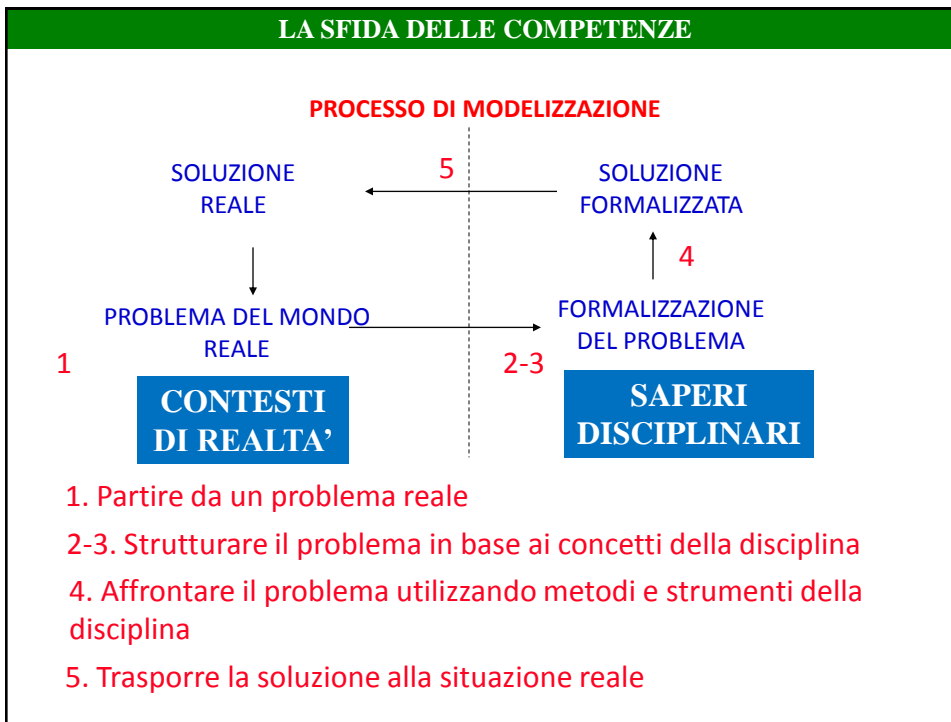 LA SFIDA DELLE COMPETENZE
PROCESSO DI MODELIZZAZIONE
SOLUZIONE
REALE
5
SOLUZIONE
FORMALIZZATA
4
PROBLEMA DEL MONDO
REALE
1
2-3
FORMALIZZAZIONE
DEL PROBLEMA
CONTESTI
DI REALTA’
SAPERI
DISCIPLINARI
1. Partire da un problema reale
2-3. Strutturare il problema in base ai concetti della disciplina
4. Affrontare il problema utilizzando metodi e strumenti della
disciplina
5. Trasporre la soluzione alla situazione reale